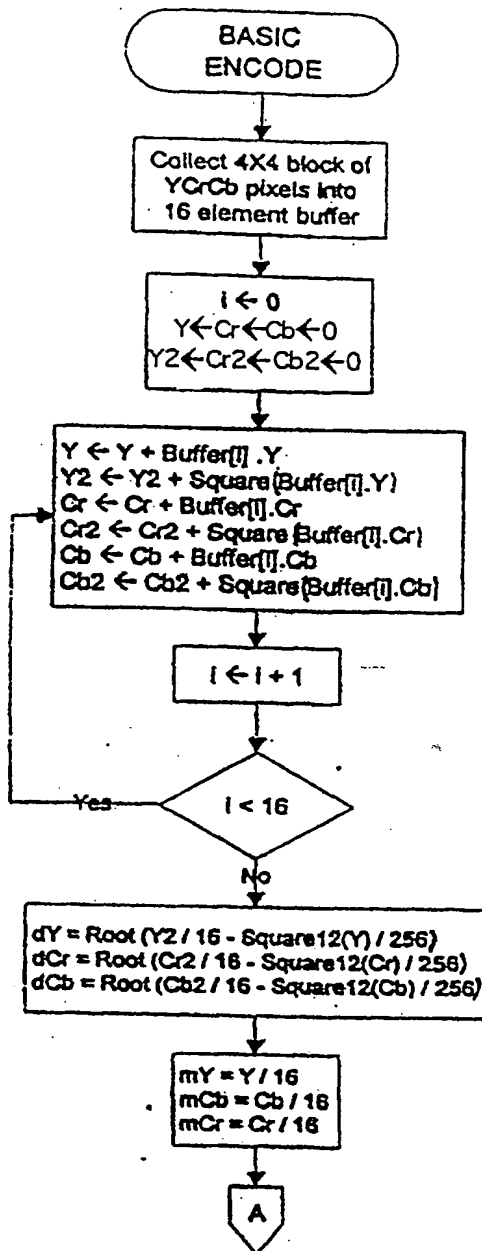 BASIC
ENCODE
Collect 4X4 block of
YCrCb pixels into
16 element buffer
i ← 0
Y←Cr←Cb←0
Y2←Cr2←Cb2←0
Y ← Y + Buffer[i].Y
Y2 ← Y2 + Square(Buffer[i].Y)
Cr ← Cr + Buffer[i].Cr
Cr2 ← Cr2 + Square(Buffer[i].Cr)
Cb ← Cb + Buffer[i].Cb
Cb2 ← Cb2 + Square(Buffer[i].Cb)
i ← i + 1
i < 16
Yes
No
dY = Root (Y2 / 16 - Square12(Y) / 256)
dCr = Root (Cr2 / 16 - Square12(Cr) / 256)
dCb = Root (Cb2 / 16 - Square12(Cb) / 256)
mY = Y / 16
mCb = Cb / 16
mCr = Cr / 16
A